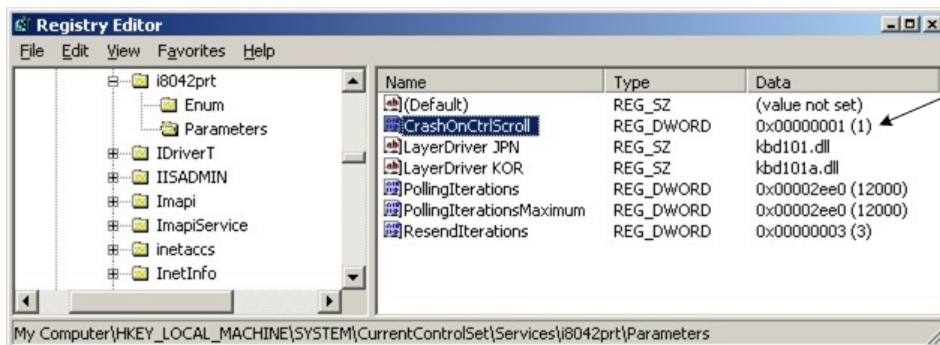 Registry Editor
File Edit View Favorites Help
i8042prt
Enum
Parameters
IDriverT
IISADMIN
Imapi
ImapiService
inetaccs
InetInfo
Name Type Data
(Default) REG_SZ (value not set)
CrashOnCtrlScroll REG_DWORD 0x00000001 (1)
LayerDriver JPN REG_SZ kbd101.dll
LayerDriver KOR REG_SZ kbd101a.dll
PollingIterations REG_DWORD 0x00002ee0 (12000)
PollingIterationsMaximum REG_DWORD 0x00002ee0 (12000)
ResendIterations REG_DWORD 0x00000003 (3)
My Computer\HKEY_LOCAL_MACHINE\SYSTEM\CurrentControlSet\Services\i8042prt\Parameters